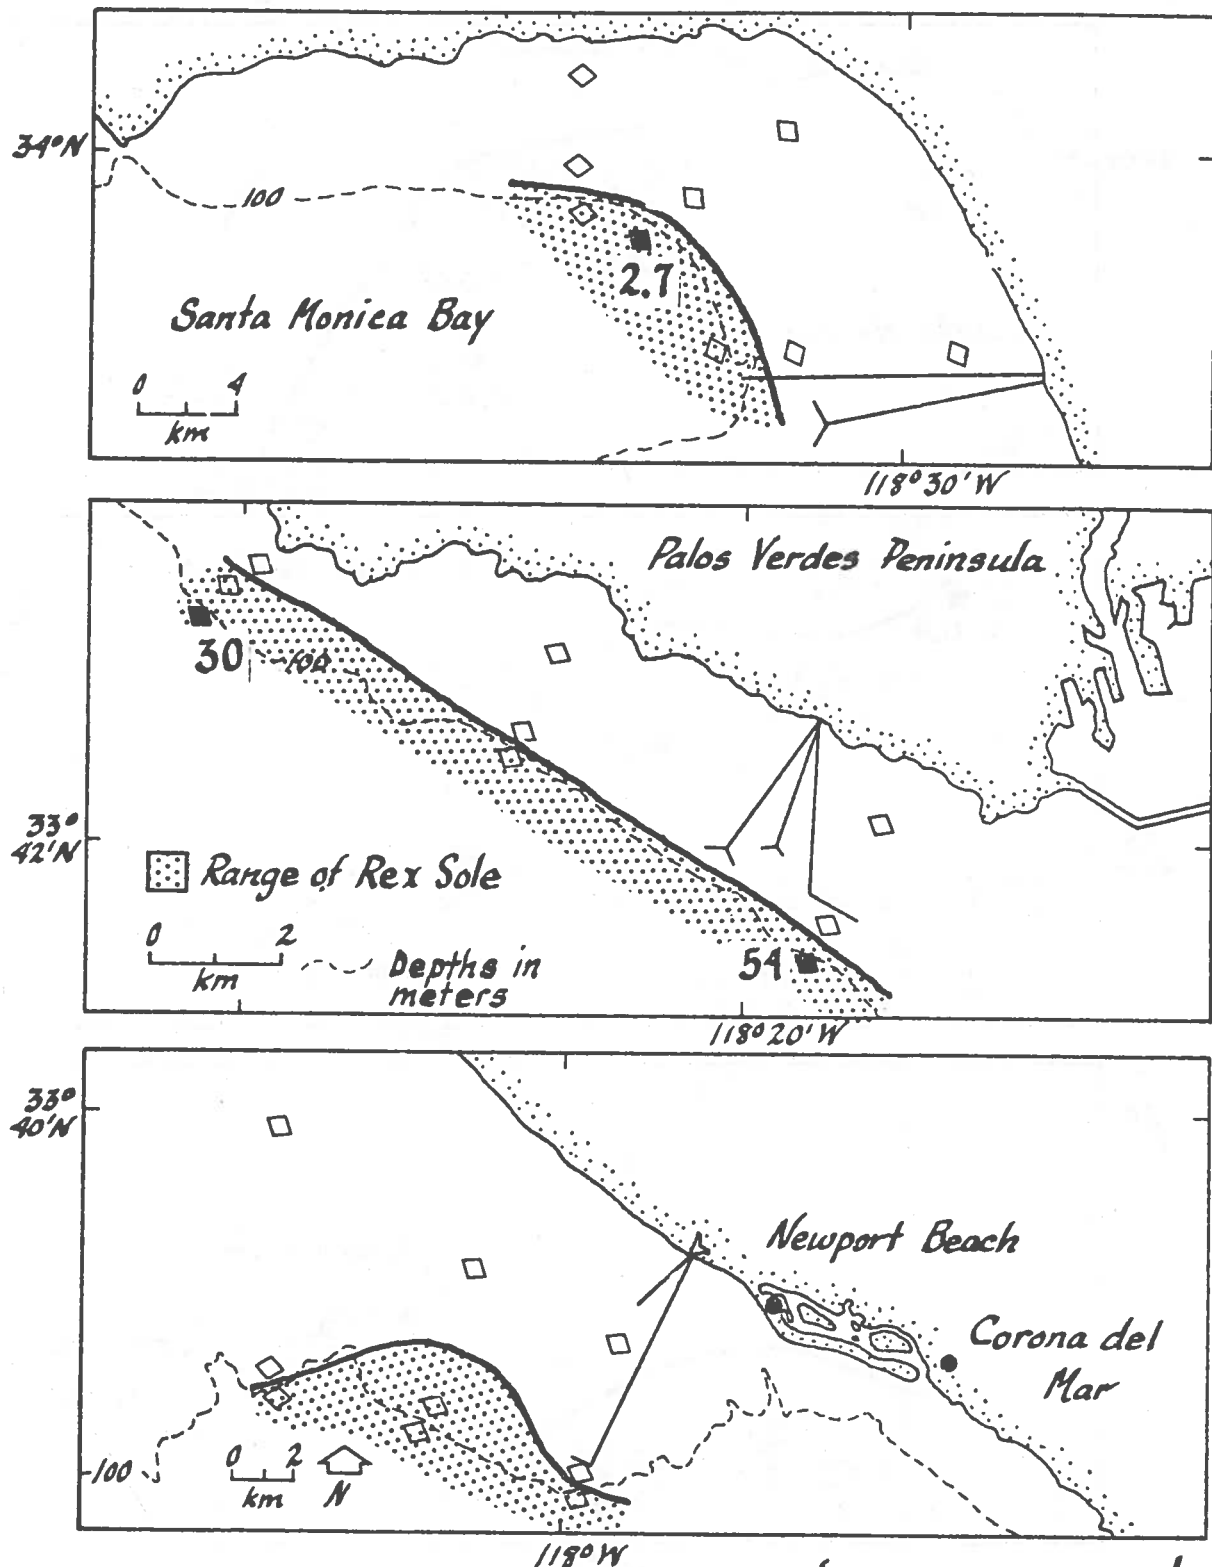 34°N
100
2.7
Santa Monica Bay
0 4
km
118°30'W
Palos Verdes Peninsula
30
100
33°
42'N
Range of Rex Sole
0 2
km
Depths in
meters
54
118°20'W
33°
40'N
Newport Beach
Corona del
Mar
100
0 2
km
N
118°W